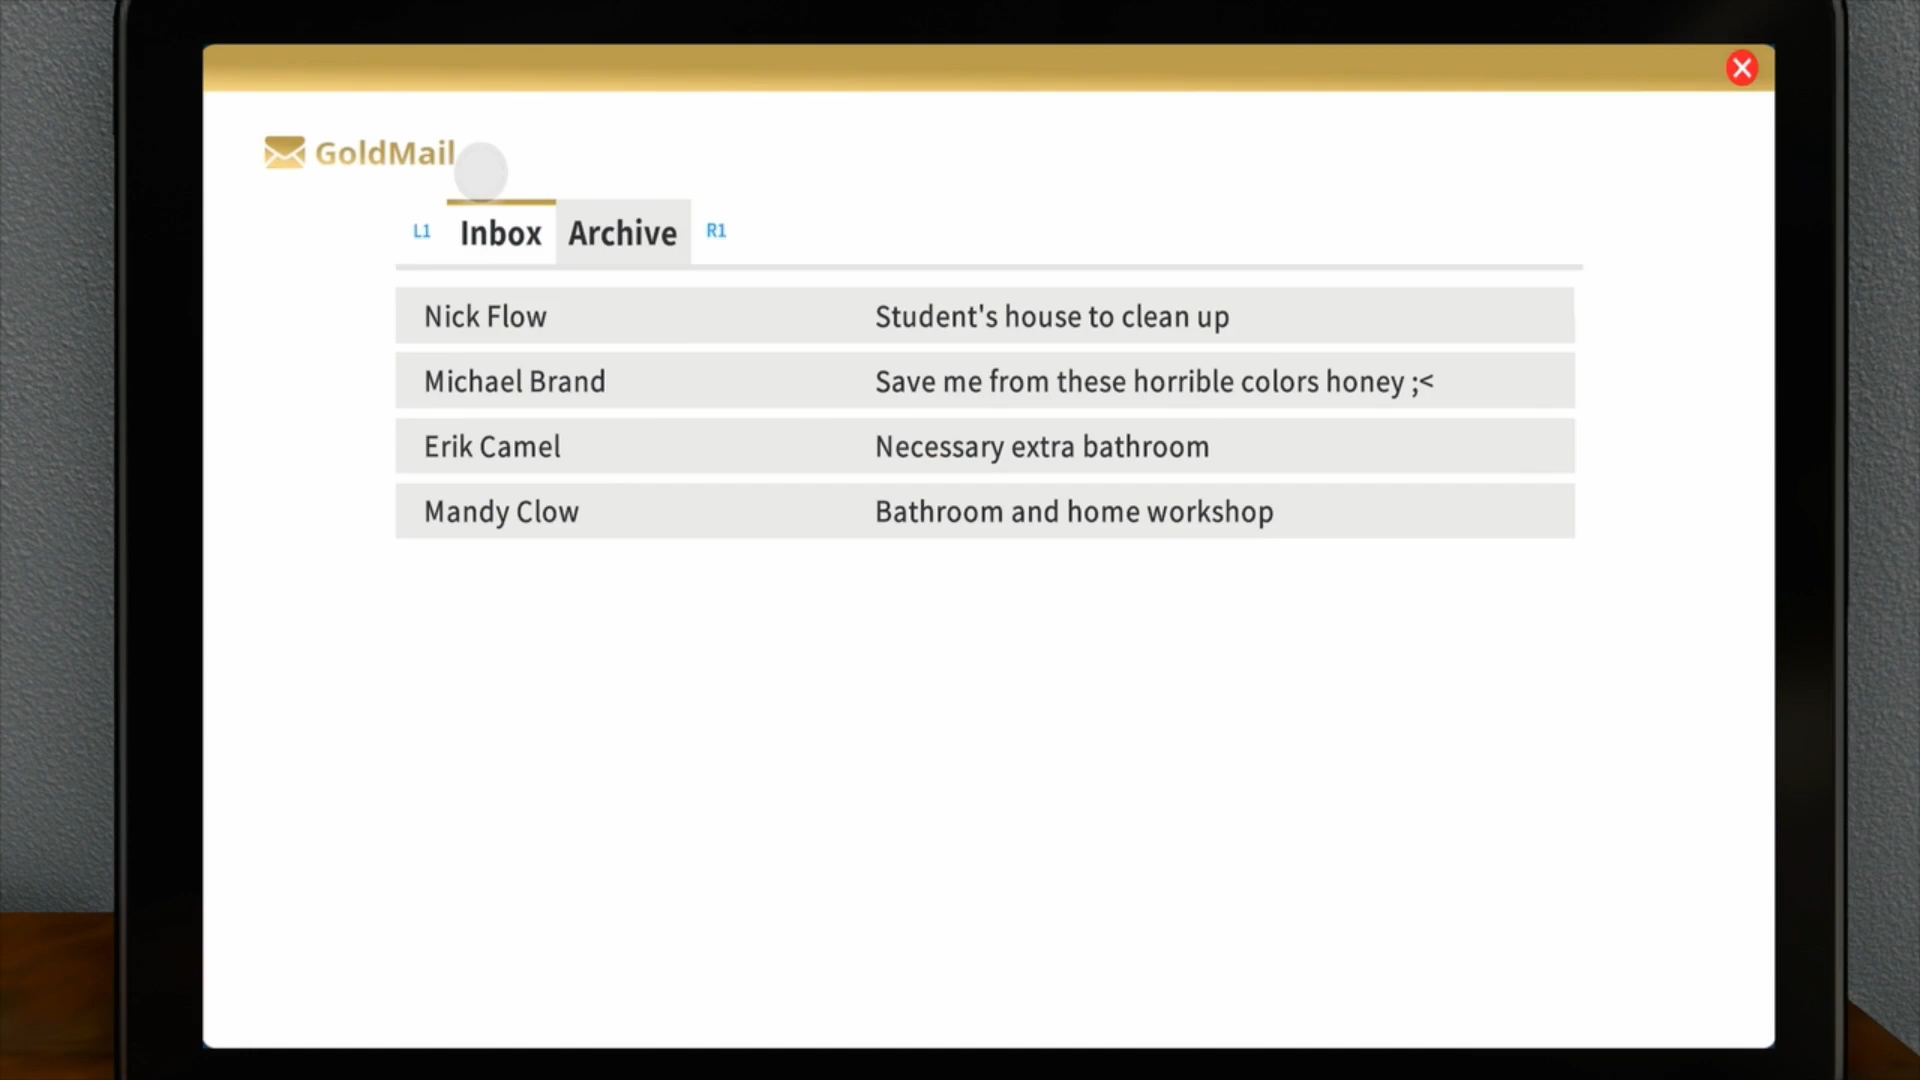 GoldMail
L1 Inbox Archive R1
Nick Flow Student's house to clean up
Michael Brand Save me from these horrible colors honey ;<
Erik Camel Necessary extra bathroom
Mandy Clow Bathroom and home workshop